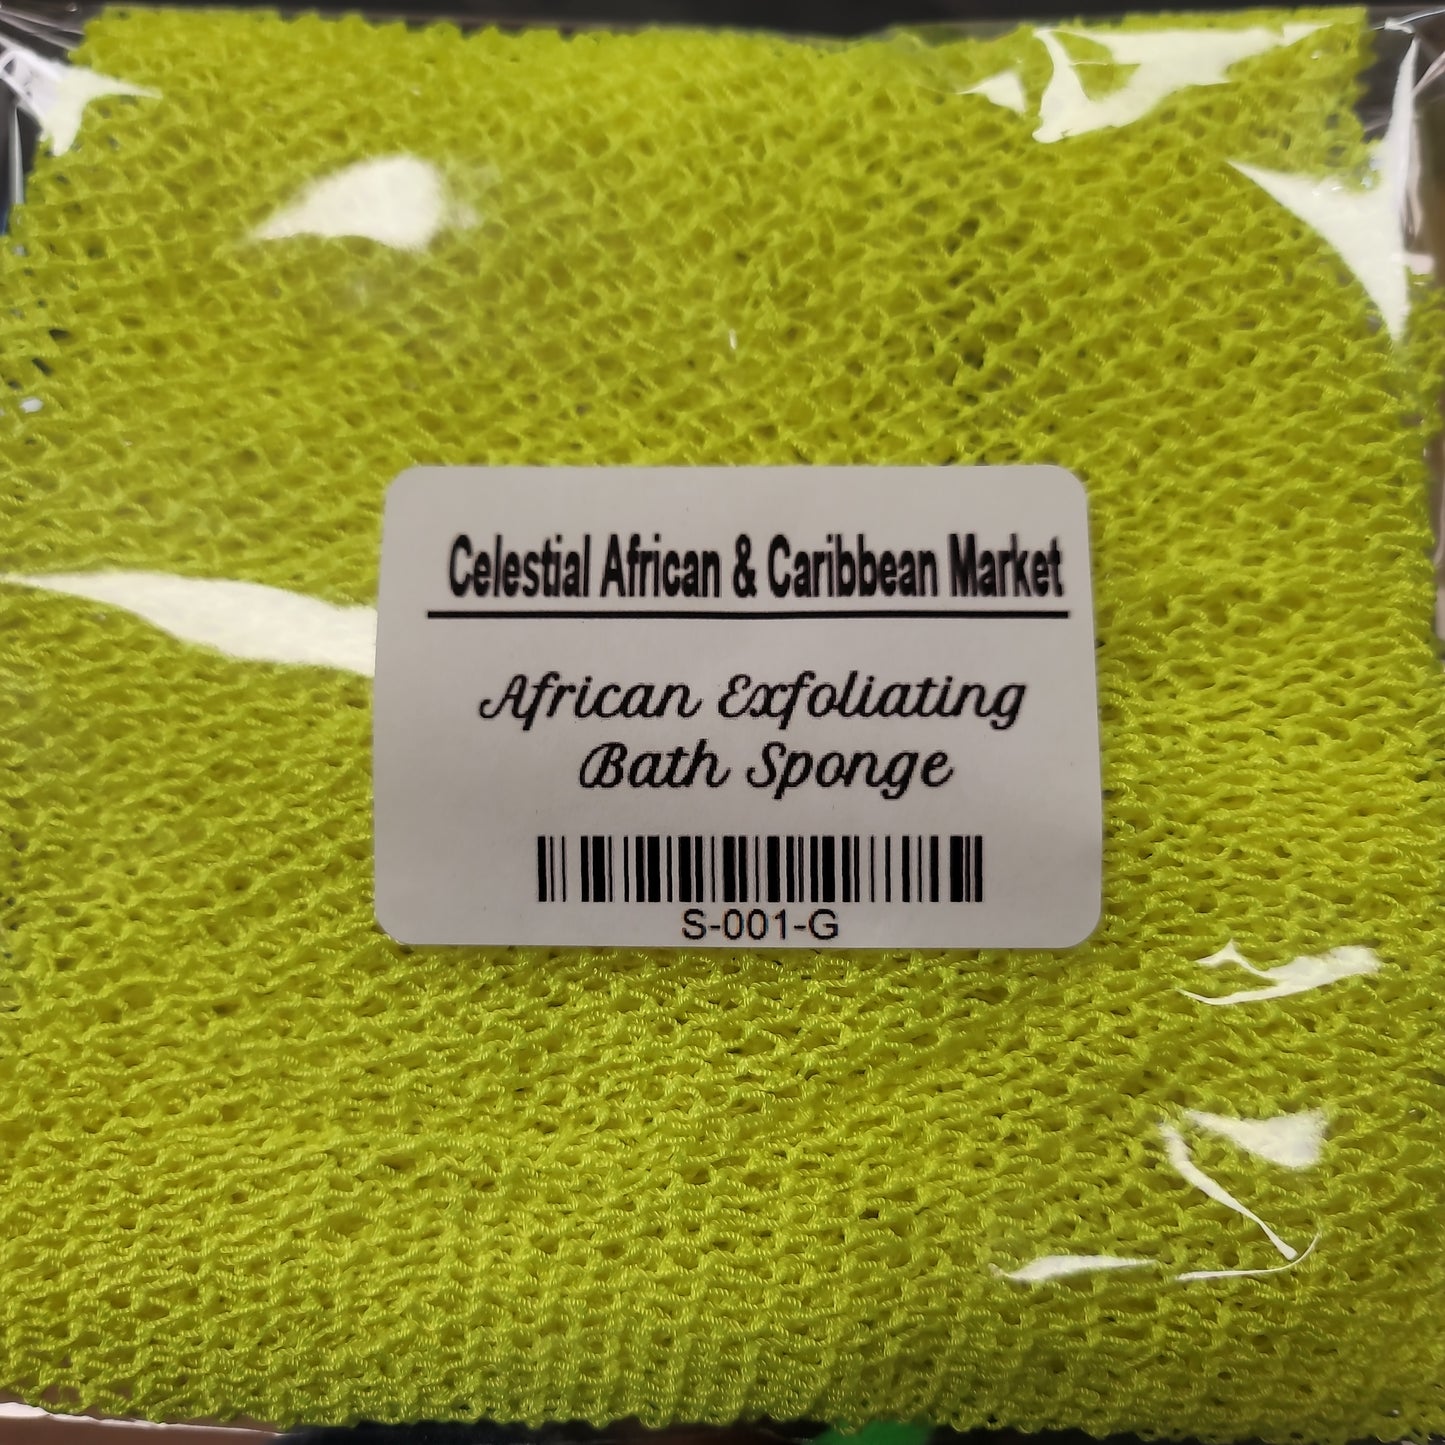 Celestial African & Caribbean Market
African Exfoliating
Bath Sponge
S-001-G